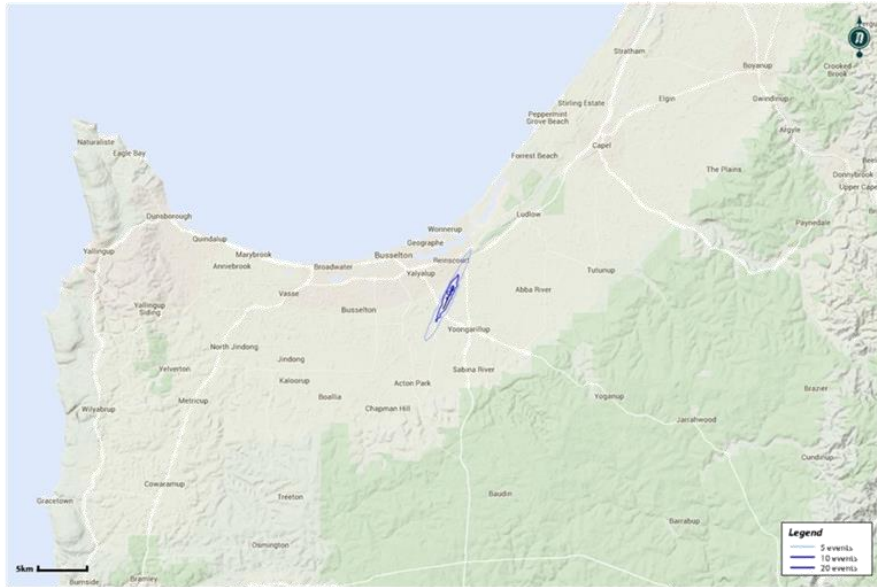 Stratham
Boyanup
Crooked
Brook
Elgin
Gwindinup
Stirling Estate
Peppermint
Grove Beach
Argyle
Naturaliste
Eagle Bay
Capel
Forrest Beach
The Plains
Donnybrook
Upper Cape
Dunsborough
Ludlow
Paynedale
Wonnerup
Quindalup
Geographe
Yallingup
Marybrook
Busselton
Anniebrook
Broadwater
Yalyalup
Tutunup
Vasse
Abba River
Yallingup
Siding
Busselton
Yoongarillup
North Jindong
Jindong
Yelverton
Sabina River
Kaloorup
Acton Park
Brazier
Metricup
Boallia
Yoganup
Wilyabrup
Chapman Hill
Jarrahwood
Cundinup
Cowaramup
Gracetown
Treeton
Baudin
Barrabup
Osmington
Burnside
Bramley
5km
Legend
5 events
10 events
20 events